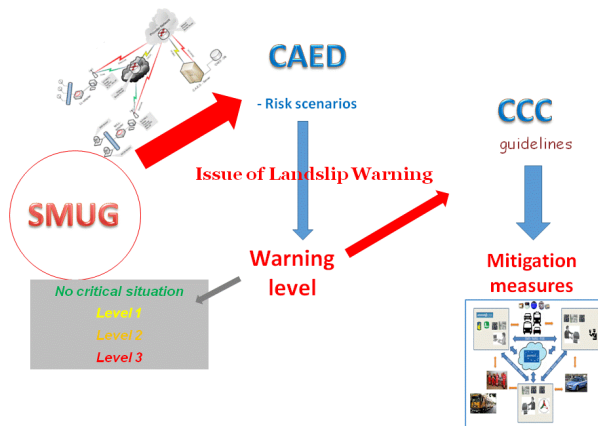 CAED
- Risk scenarios
CCC
guidelines
Issue of Landslip Warning
SMUG
Warning
level
Mitigation
measures
No critical situation
Level 1
Level 2
Level 3